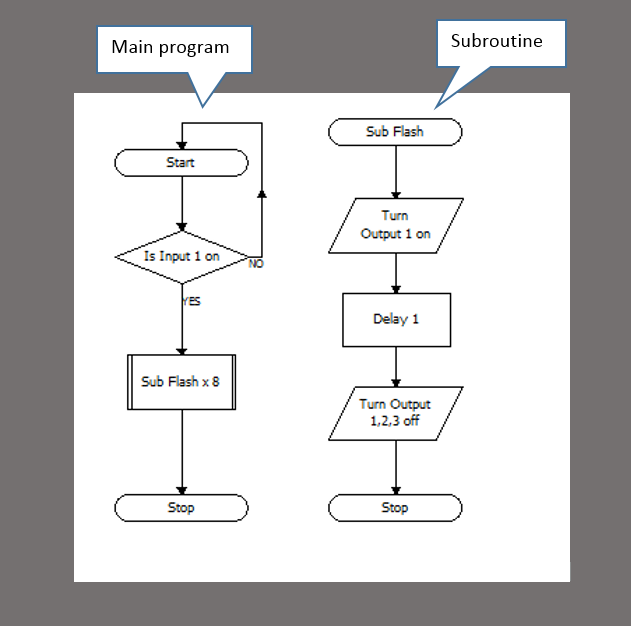 Main program
Subroutine
Start
Is Input 1 on
NO
YES
Sub Flash x 8
Stop
Sub Flash
Turn
Output 1 on
Delay 1
Turn Output
1,2,3 off
Stop